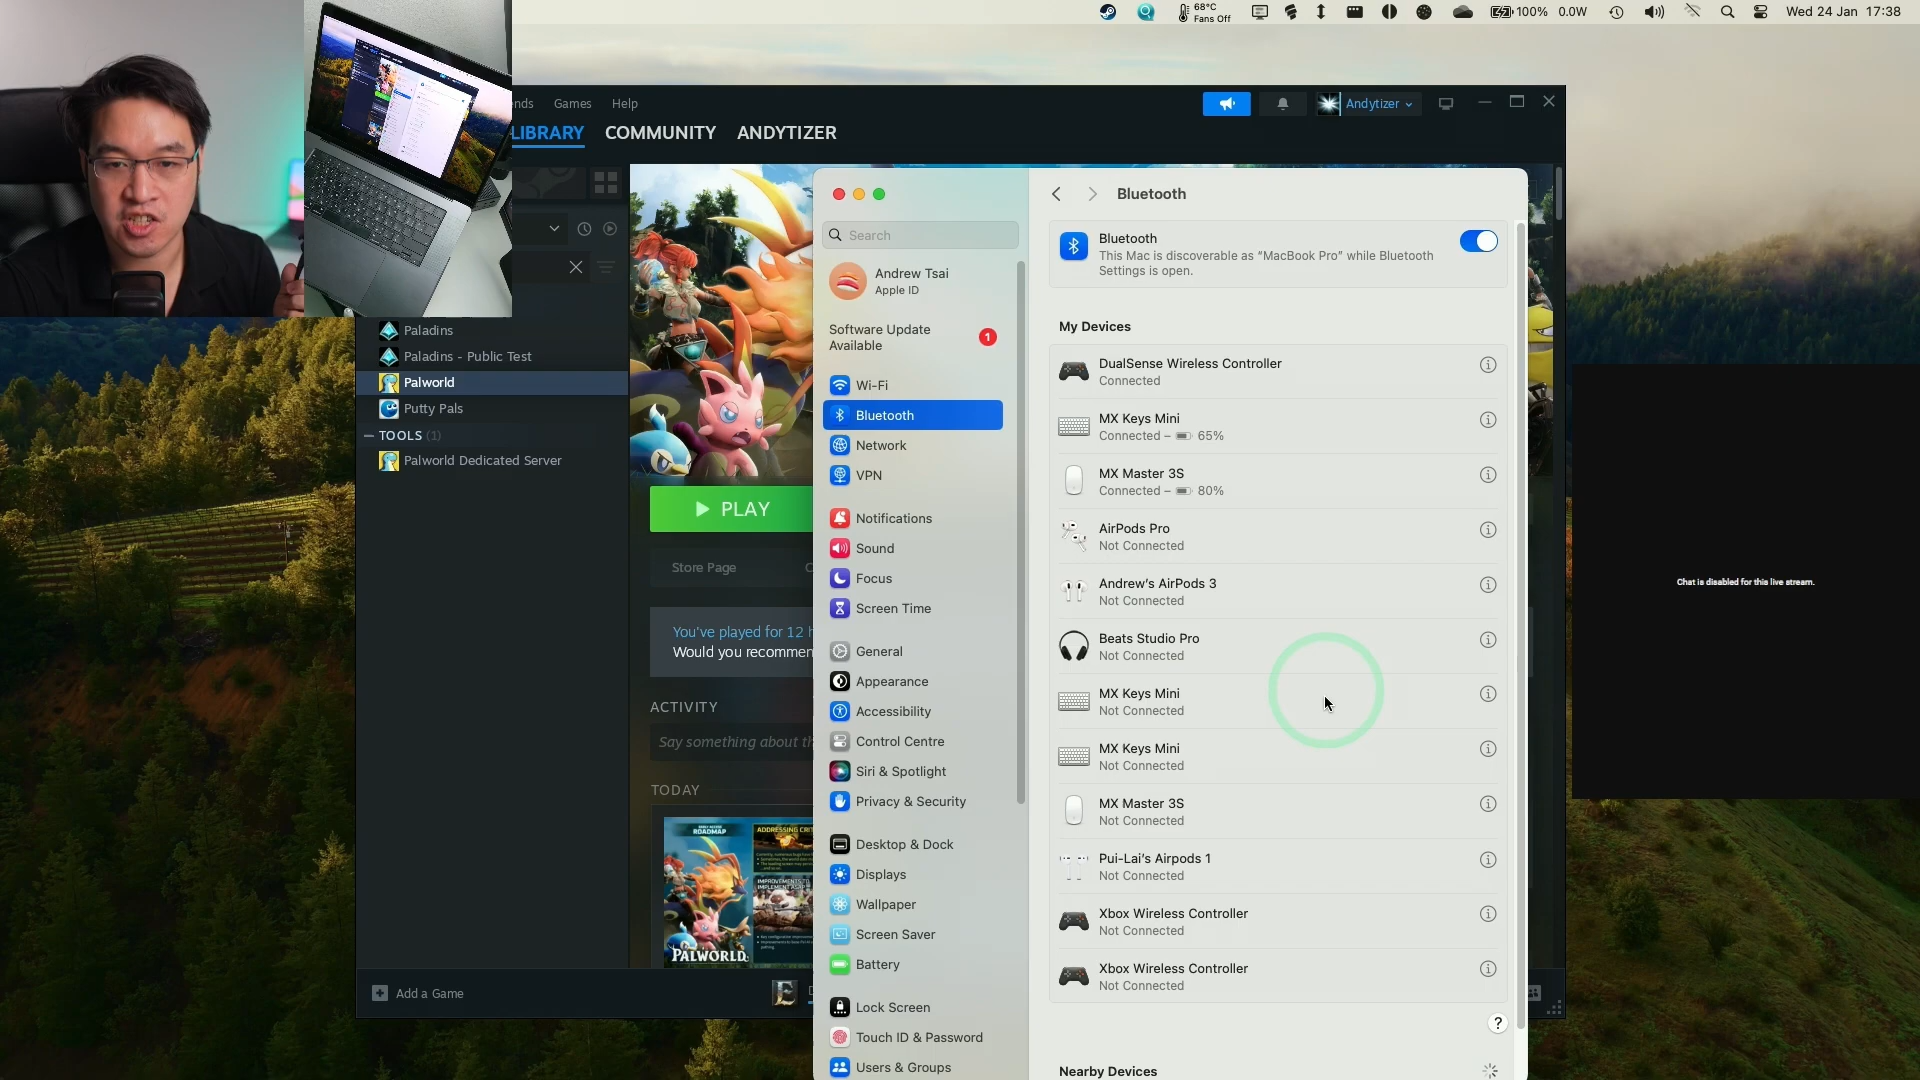 68°C
Fans Off
100%
0.0W
Wed 24 Jan 17:38
Games
Help
Andytizer
LIBRARY
COMMUNITY
ANDYTIZER
Paladins
Paladins - Public Test
Palworld
Putty Pals
TOOLS (1)
Palworld Dedicated Server
PLAY
Store Page
You've played for 12
ACTIVITY
Say something about
TODAY
ROADMAP
PALWORLD
Add a Game
Search
Andrew Tsai
Apple ID
Software Update
Available
1
Wi-Fi
Bluetooth
Network
VPN
Notifications
Sound
Focus
Screen Time
General
Appearance
Accessibility
Control Centre
Siri & Spotlight
Privacy & Security
Desktop & Dock
Displays
Wallpaper
Screen Saver
Battery
Lock Screen
Touch ID & Password
Users & Groups
Bluetooth
Bluetooth
This Mac is discoverable as “MacBook Pro” while Bluetooth
Settings is open.
My Devices
DualSense Wireless Controller
Connected
MX Keys Mini
Connected – 65%
MX Master 3S
Connected – 80%
AirPods Pro
Not Connected
Andrew’s AirPods 3
Not Connected
Beats Studio Pro
Not Connected
MX Keys Mini
Not Connected
MX Keys Mini
Not Connected
MX Master 3S
Not Connected
Pui-Lai’s Airpods 1
Not Connected
Xbox Wireless Controller
Not Connected
Xbox Wireless Controller
Not Connected
?
Nearby Devices
Chat is disabled for this live stream.